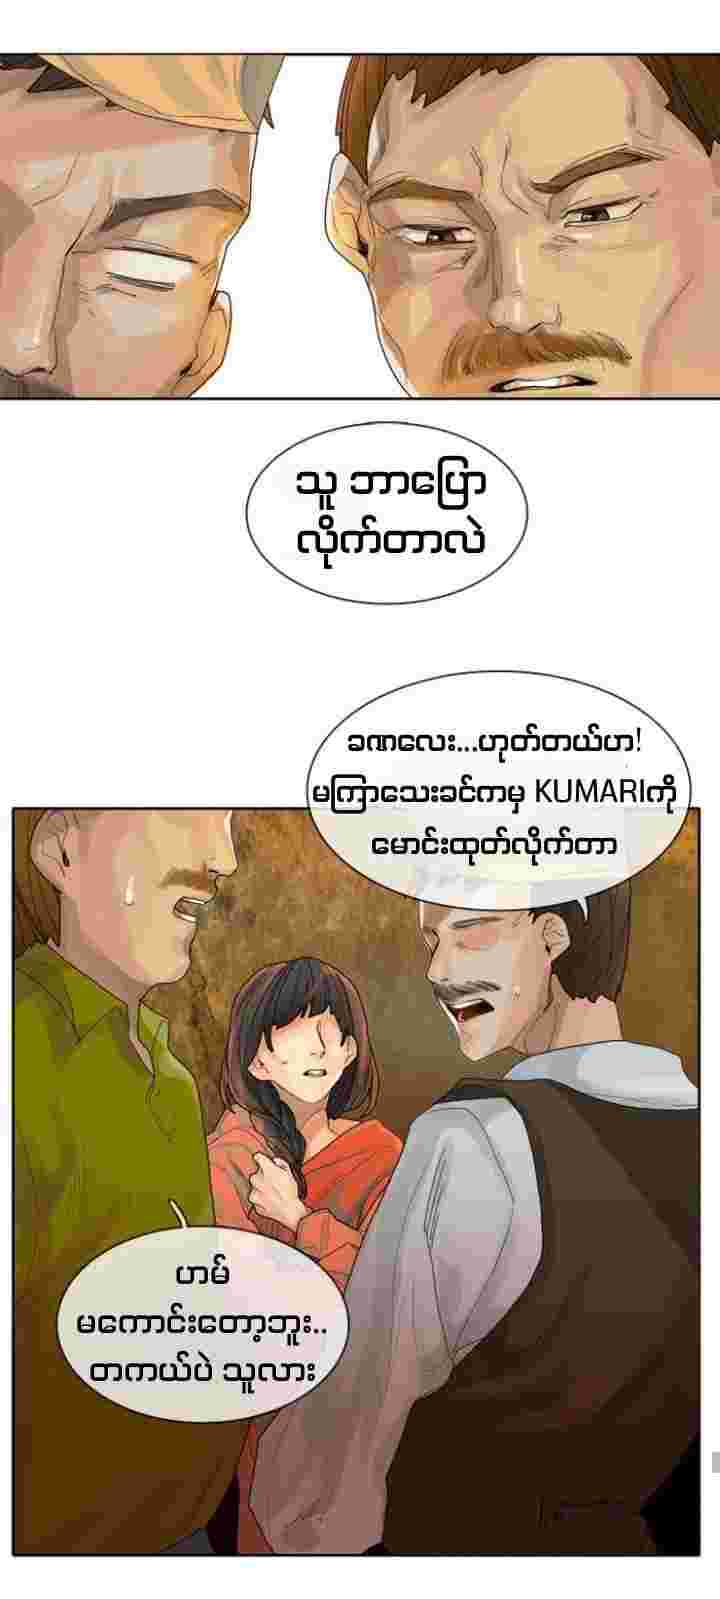 သူ ဘာပြော
လိုက်တာလဲ
ခဏလေး...ဟုတ်တယ်ဟ!
မကြာသေးခင်ကမှ KUMARIကို
မောင်းထုတ်လိုက်တာ
ဟမ်
မကောင်းတော့ဘူး..
တကယ်ပဲ သူလား